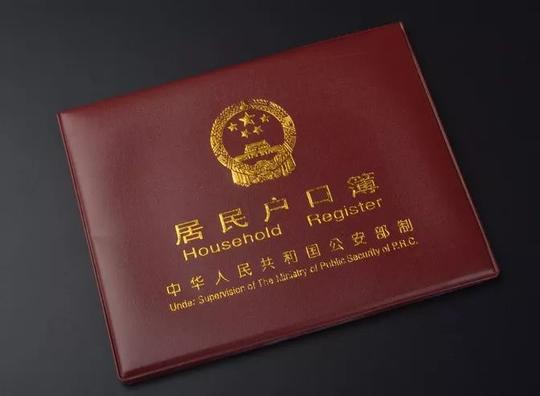 居民户口簿
Household Register
中华人民共和国公安部制
Under Supervision of The Ministry of Public Security of P.R.C.